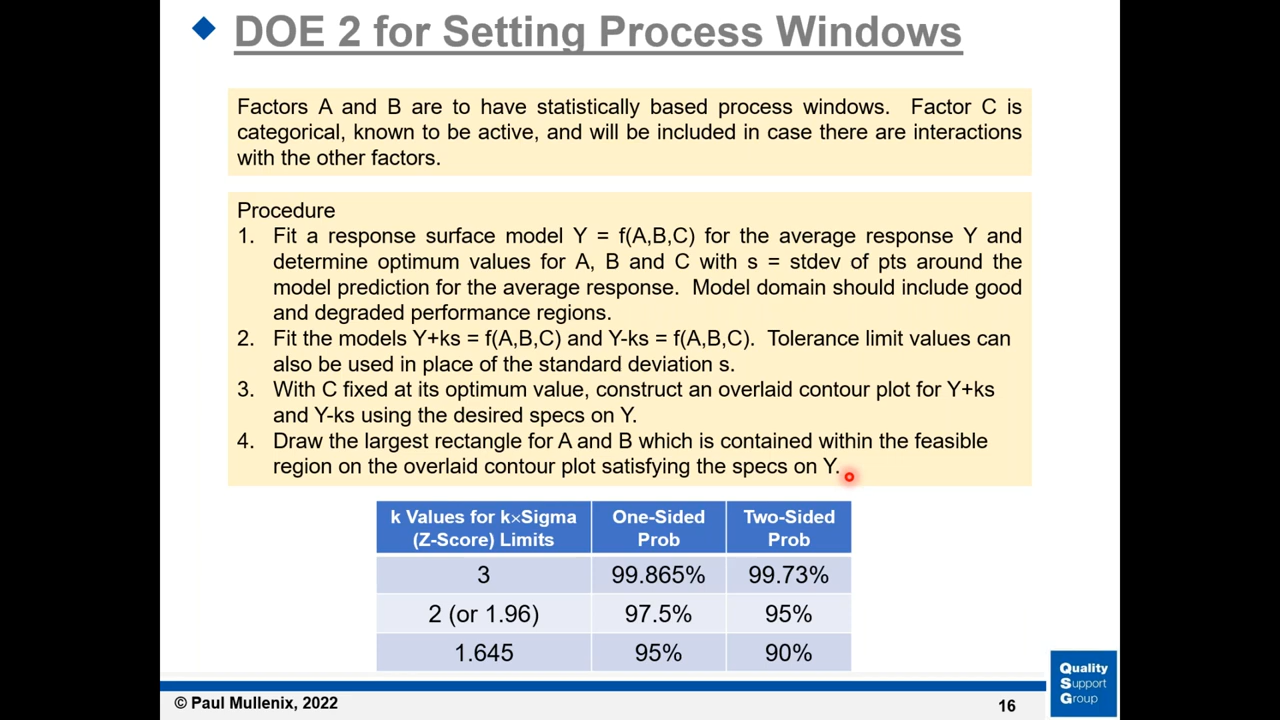 DOE 2 for Setting Process Windows
Factors A and B are to have statistically based process windows. Factor C is
categorical, known to be active, and will be included in case there are interactions
with the other factors.
Procedure
1. Fit a response surface model Y = f(A,B,C) for the average response Y and
determine optimum values for A, B and C with s = stdev of pts around the
model prediction for the average response. Model domain should include good
and degraded performance regions.
2. Fit the models Y+ks = f(A,B,C) and Y-ks = f(A,B,C). Tolerance limit values can
also be used in place of the standard deviation s.
3. With C fixed at its optimum value, construct an overlaid contour plot for Y+ks
and Y-ks using the desired specs on Y.
4. Draw the largest rectangle for A and B which is contained within the feasible
region on the overlaid contour plot satisfying the specs on Y.
k Values for k×Sigma One-Sided Two-Sided
(Z-Score) Limits Prob Prob
3 99.865% 99.73%
2 (or 1.96) 97.5% 95%
1.645 95% 90%
Quality
Support
Group
© Paul Mullenix, 2022
16